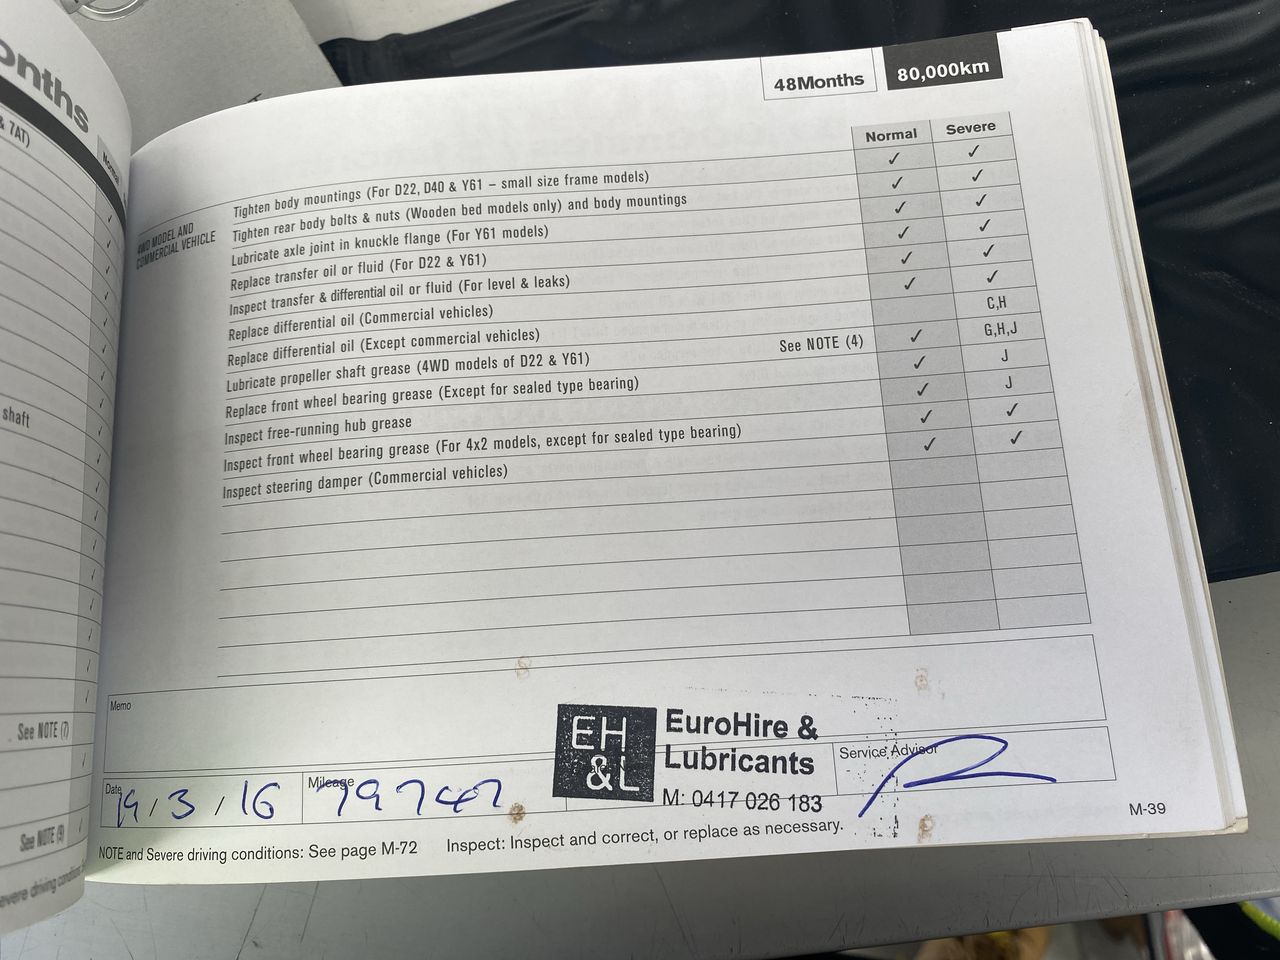 onths
& 7AT)
Normal
shaft
See NOTE (7)
See NOTE (9)
evere driving conditions
48Months
80,000km
Normal Severe
4WD MODEL AND
COMMERCIAL VEHICLE
Tighten body mountings (For D22, D40 & Y61 – small size frame models) ✓ ✓
Tighten rear body bolts & nuts (Wooden bed models only) and body mountings ✓ ✓
Lubricate axle joint in knuckle flange (For Y61 models) ✓ ✓
Replace transfer oil or fluid (For D22 & Y61) ✓ ✓
Inspect transfer & differential oil or fluid (For level & leaks) ✓ ✓
Replace differential oil (Commercial vehicles) ✓ ✓
Replace differential oil (Except commercial vehicles) C,H
Lubricate propeller shaft grease (4WD models of D22 & Y61) See NOTE (4) ✓ G,H,J
Replace front wheel bearing grease (Except for sealed type bearing) ✓ J
Inspect free-running hub grease ✓ J
Inspect front wheel bearing grease (For 4x2 models, except for sealed type bearing) ✓ ✓
Inspect steering damper (Commercial vehicles) ✓ ✓
Memo
EH
&L
EuroHire &
Lubricants
M: 0417 026 183
Date
19/3/16
Mileage
79747
Service Advisor
NOTE and Severe driving conditions: See page M-72
Inspect: Inspect and correct, or replace as necessary.
M-39